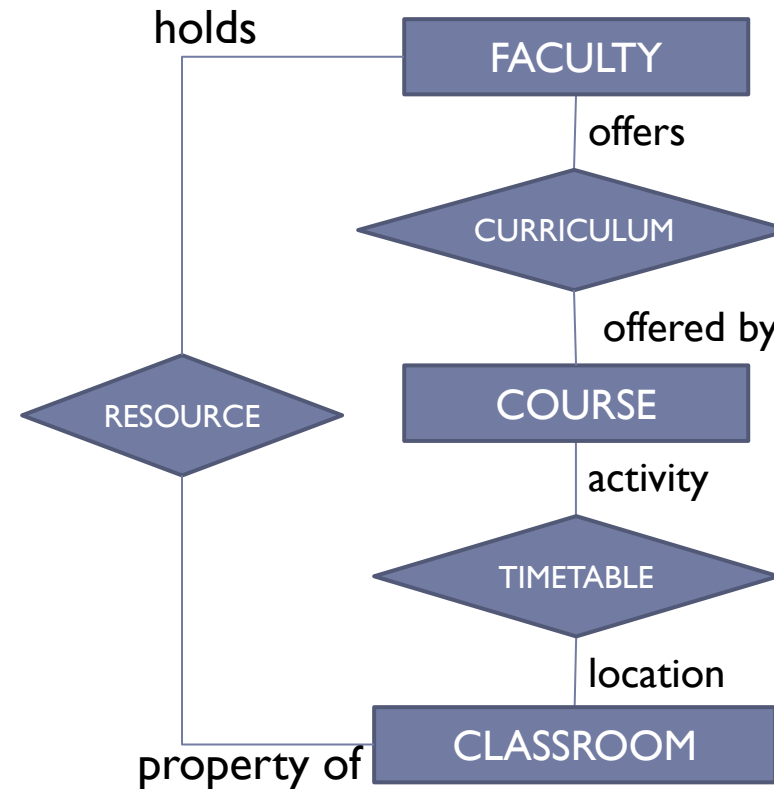 holds
FACULTY
offers
CURRICULUM
offered by
RESOURCE
COURSE
activity
TIMETABLE
location
CLASSROOM
property of